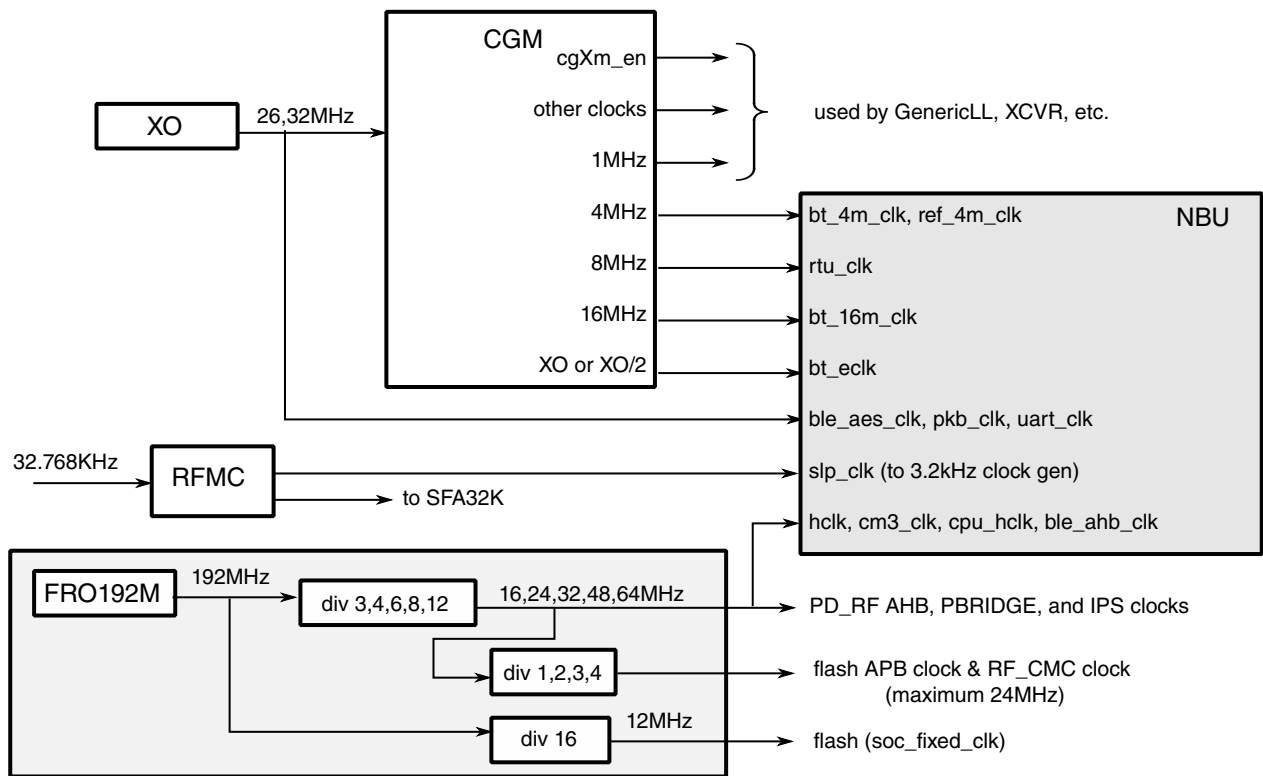 CGM
cgXm_en
other clocks
used by GenericLL, XCVR, etc.
XO
26,32MHz
1MHz
4MHz
bt_4m_clk, ref_4m_clk
NBU
8MHz
rtu_clk
16MHz
bt_16m_clk
XO or XO/2
bt_eclk
ble_aes_clk, pkb_clk, uart_clk
32.768KHz
RFMC
slp_clk (to 3.2kHz clock gen)
to SFA32K
hclk, cm3_clk, cpu_hclk, ble_ahb_clk
FRO192M
192MHz
div 3,4,6,8,12
16,24,32,48,64MHz
PD_RF AHB, PBRIDGE, and IPS clocks
div 1,2,3,4
flash APB clock & RF_CMC clock
(maximum 24MHz)
div 16
12MHz
flash (soc_fixed_clk)